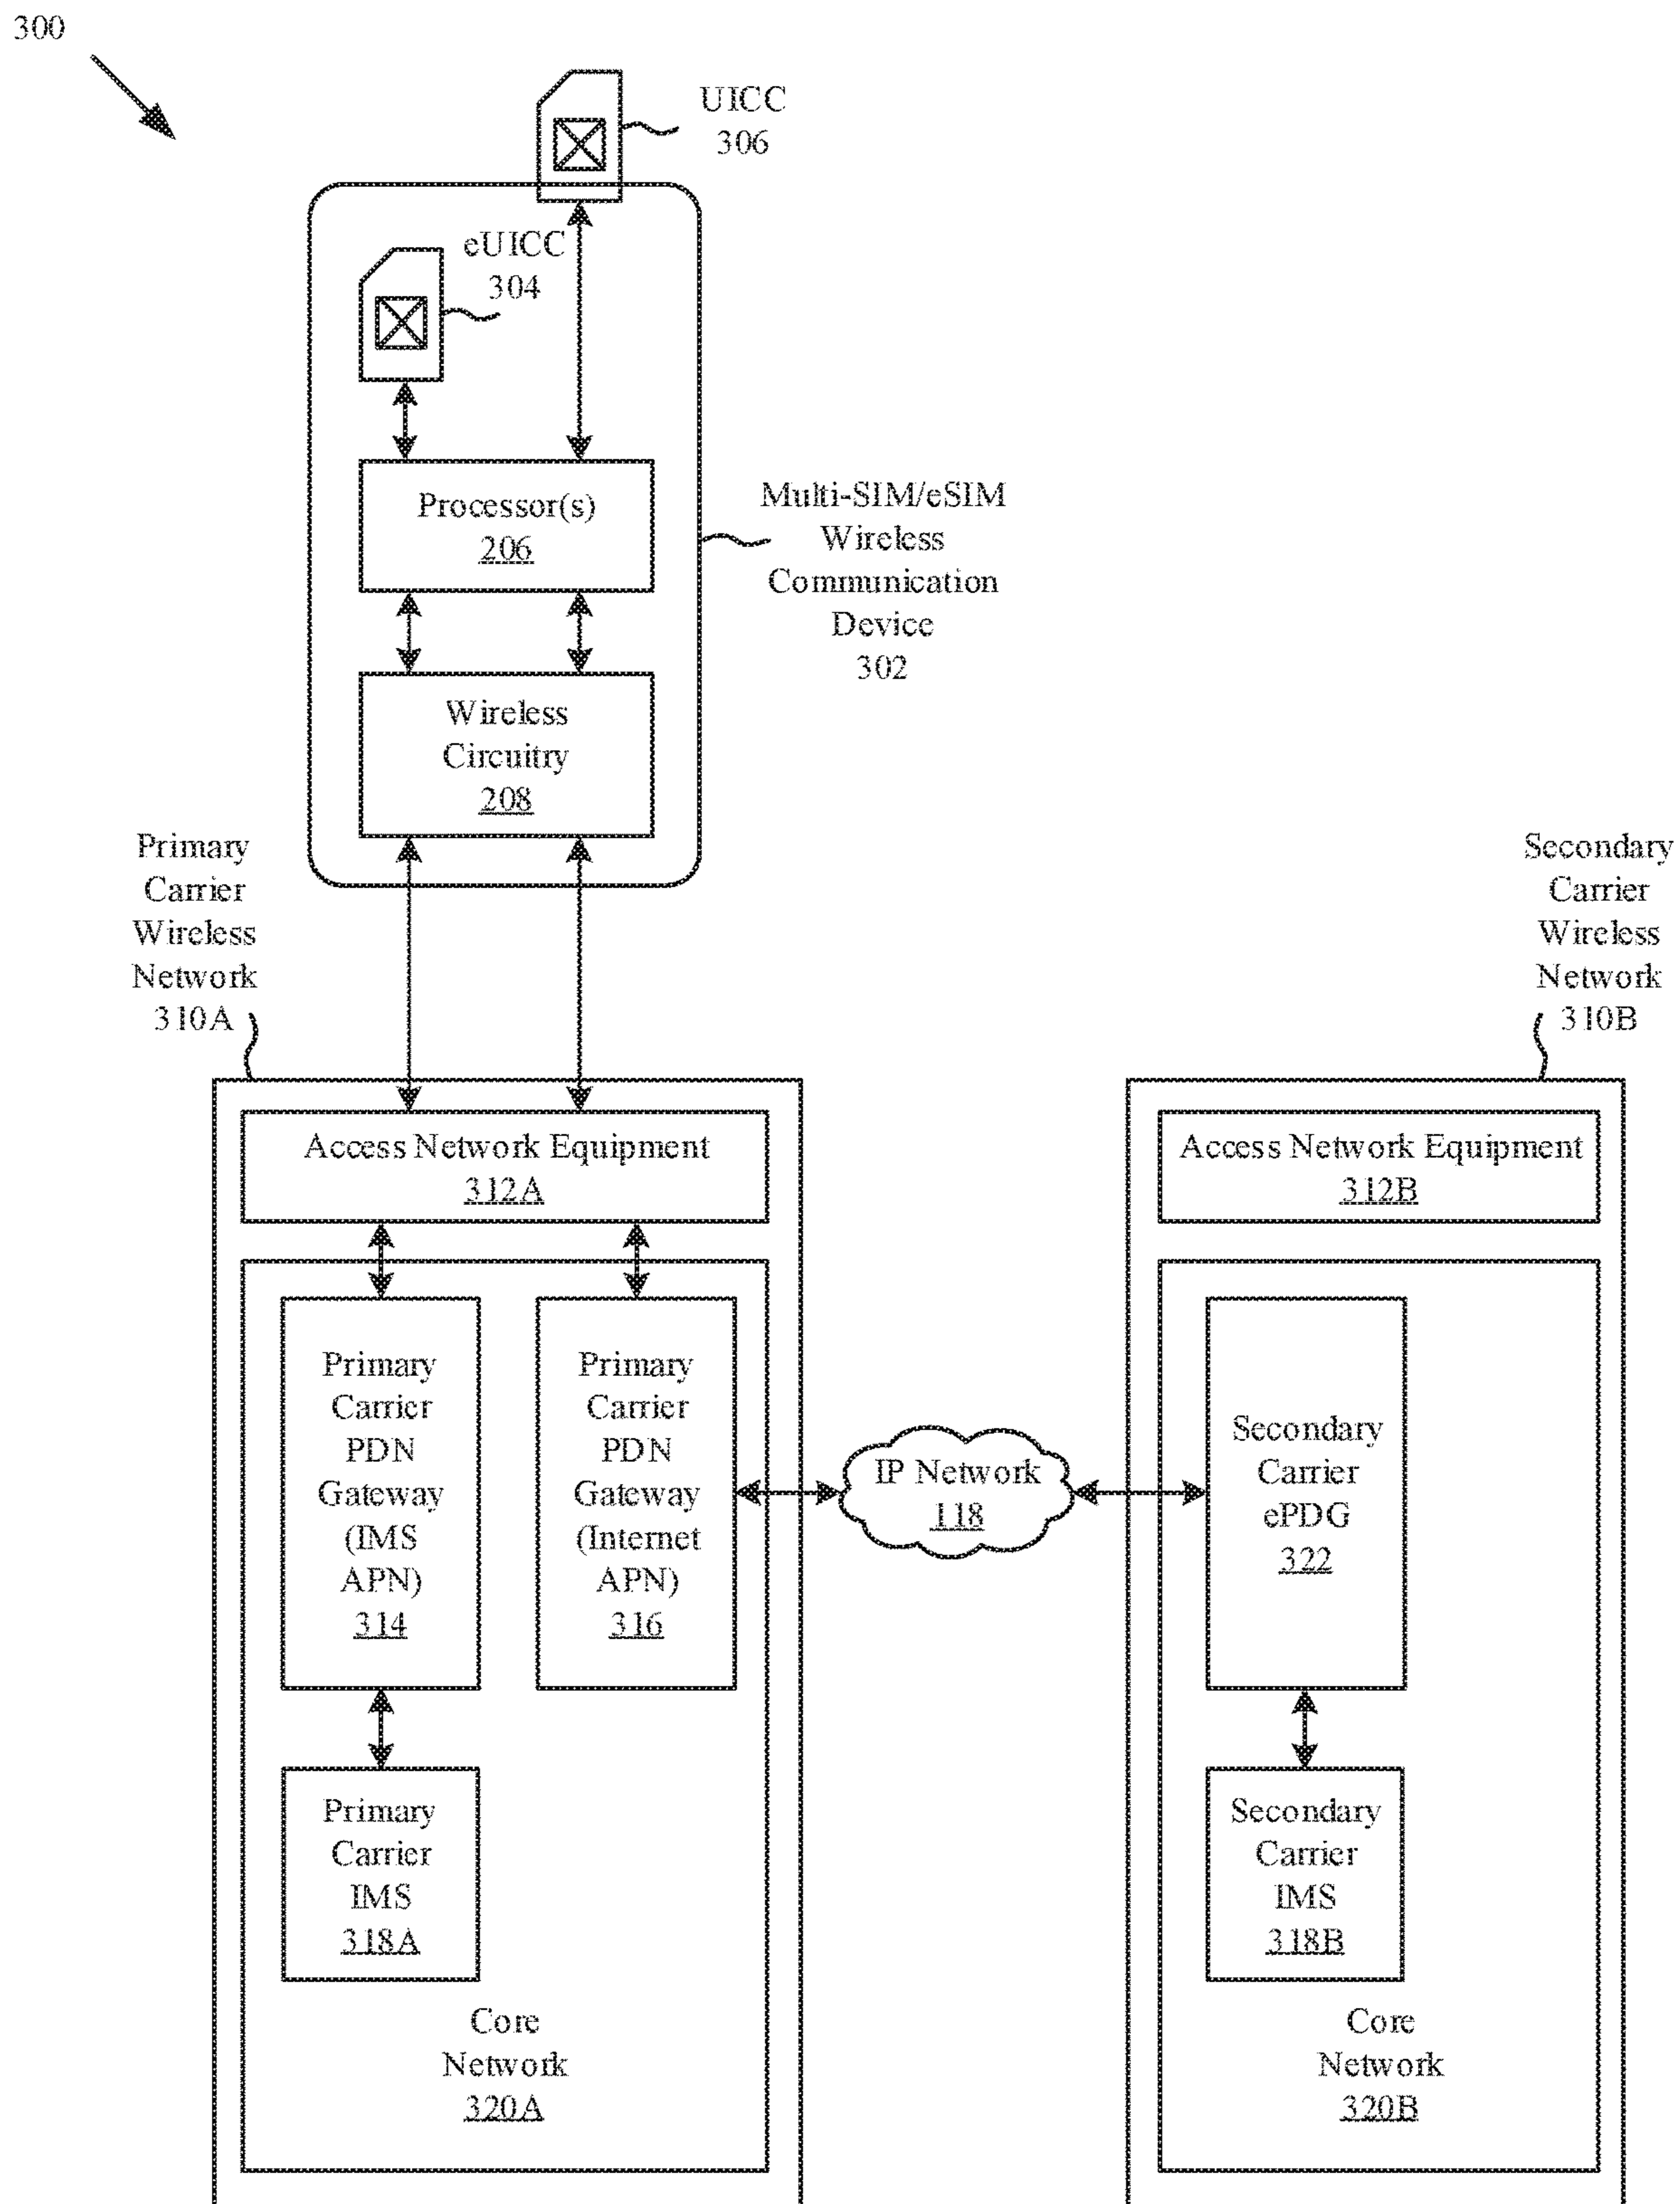 300
UICC
306
eUICC
304
Processor(s)
206
Multi-SIM/eSIM
Wireless
Communication
Device
302
Wireless
Circuitry
208
Primary
Carrier
Wireless
Network
310A
Secondary
Carrier
Wireless
Network
310B
Access Network Equipment
312A
Access Network Equipment
312B
Primary
Carrier
PDN
Gateway
(IMS
APN)
314
Primary
Carrier
PDN
Gateway
(Internet
APN)
316
IP Network
118
Secondary
Carrier
ePDG
322
Primary
Carrier
IMS
318A
Secondary
Carrier
IMS
318B
Core
Network
320A
Core
Network
320B